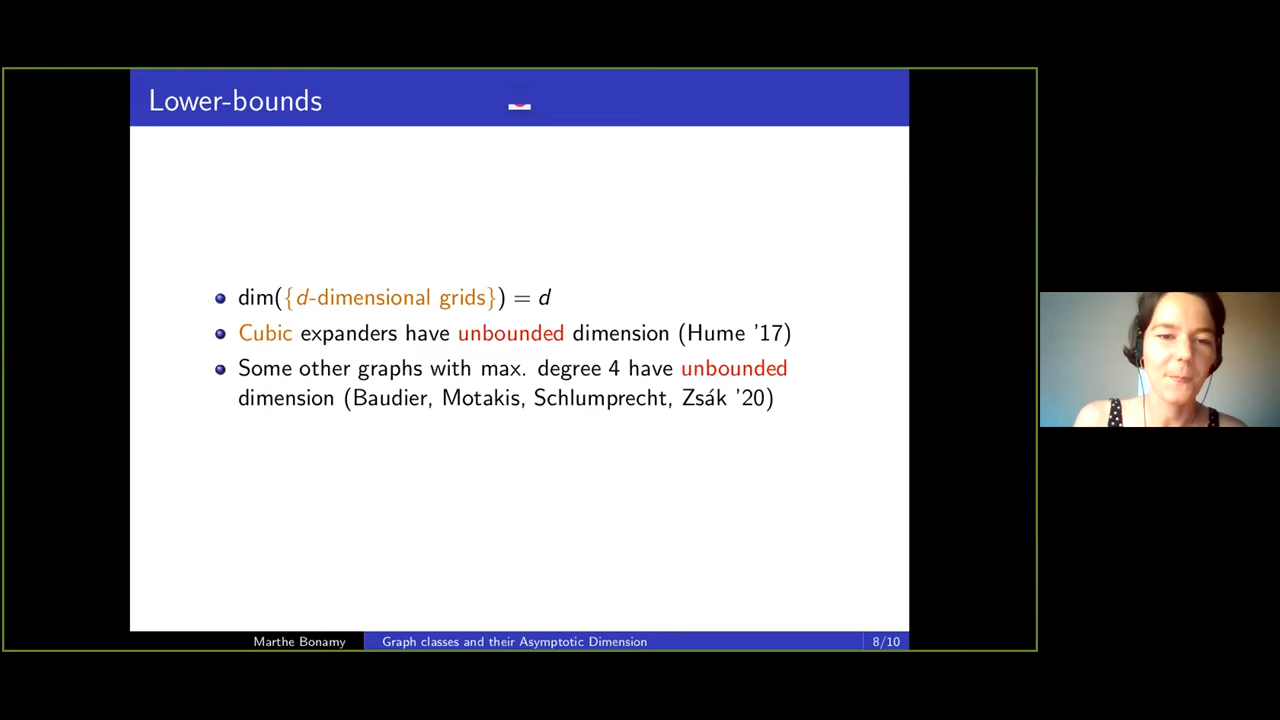 Lower-bounds
dim({d-dimensional grids}) = d
Cubic expanders have unbounded dimension (Hume '17)
Some other graphs with max. degree 4 have unbounded
dimension (Baudier, Motakis, Schlumprecht, Zsák '20)
Marthe Bonamy
Graph classes and their Asymptotic Dimension
8/10